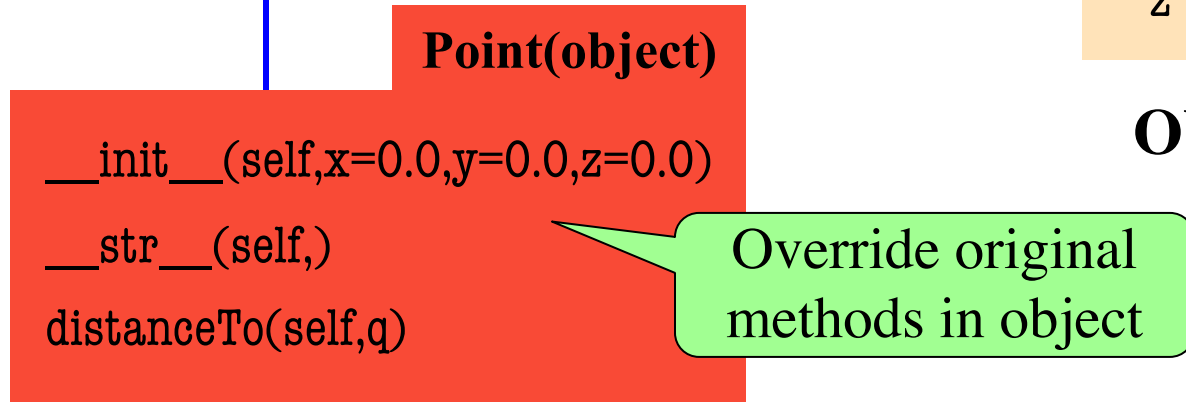 Point(object)
__init__(self,x=0.0,y=0.0,z=0.0)
__str__(self,)
distanceTo(self,q)
Override original
methods in object
z